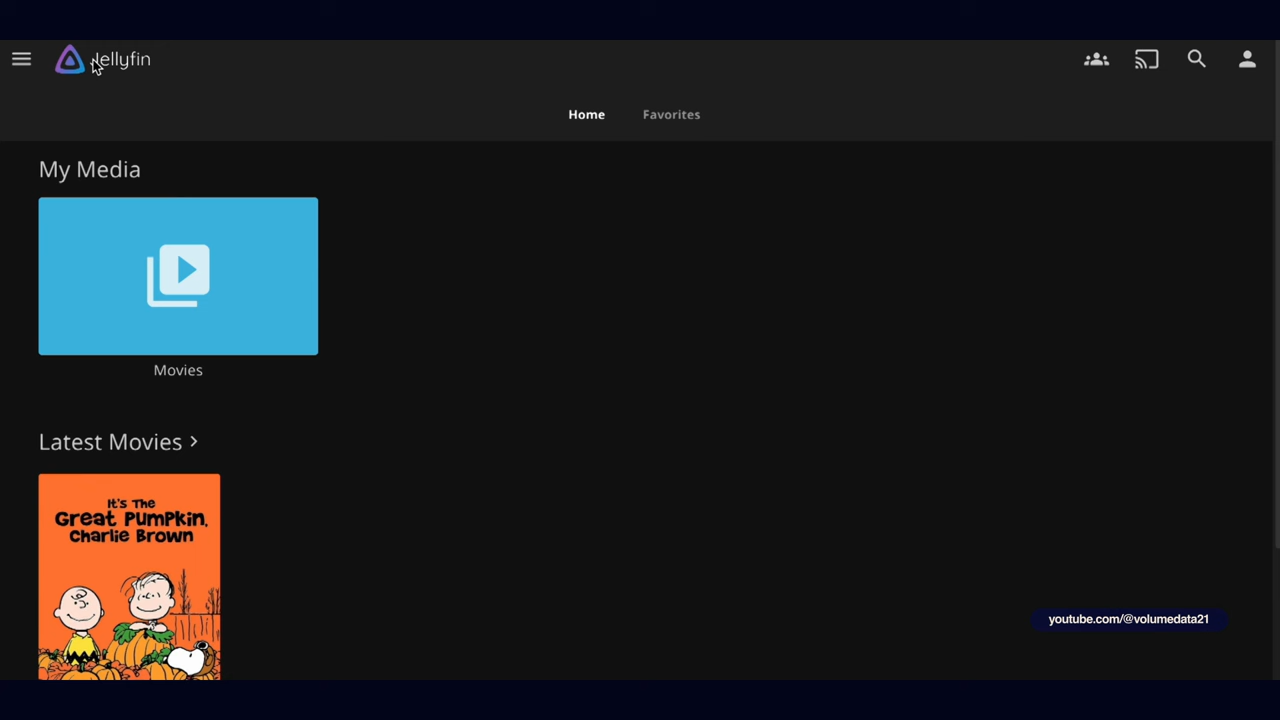 Jellyfin
Home
Favorites
My Media
Movies
Latest Movies >
It's The
Great Pumpkin,
Charlie Brown
youtube.com/@volumedata21